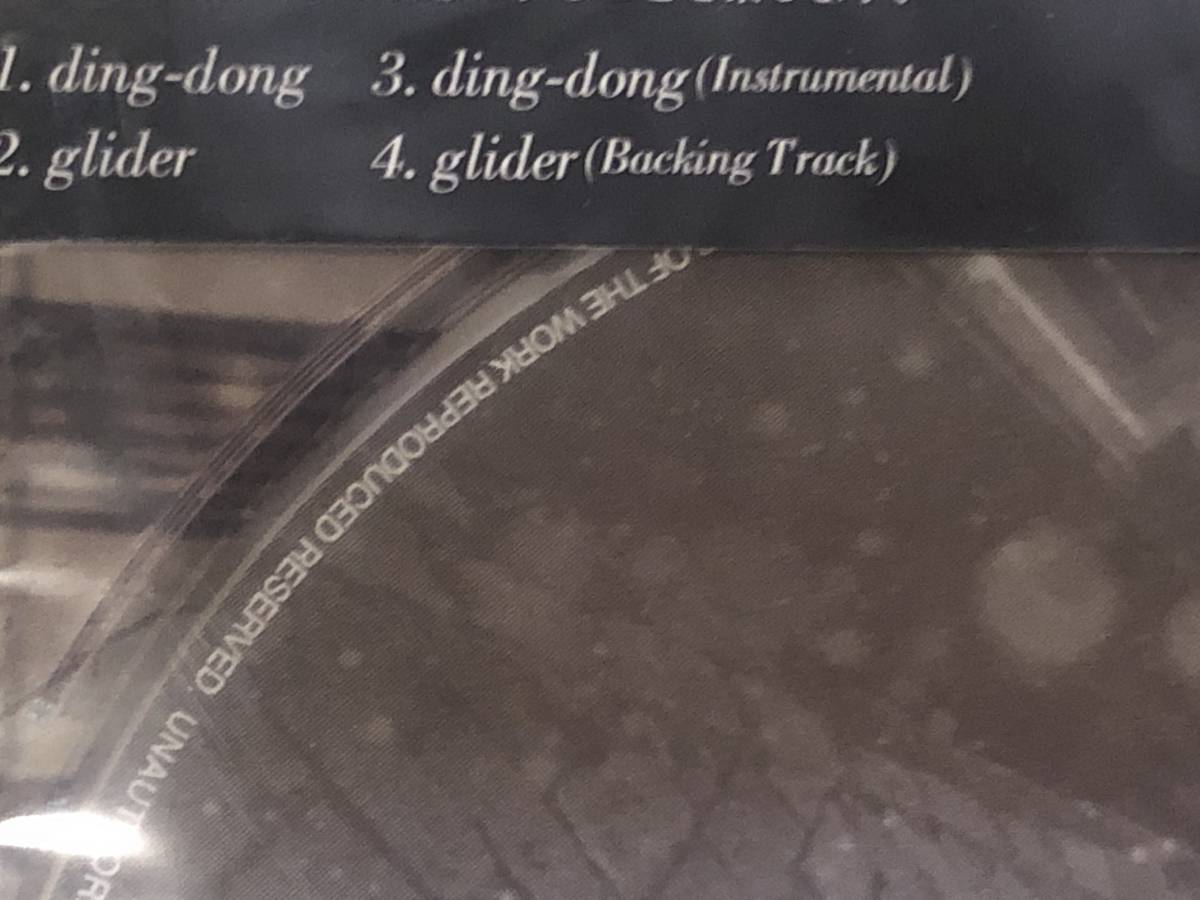 1. ding-dong
2. glider
3. ding-dong (Instrumental)
4. glider (Backing Track)
OF THE WORK REPRODUCED RESERVED. UNAUT